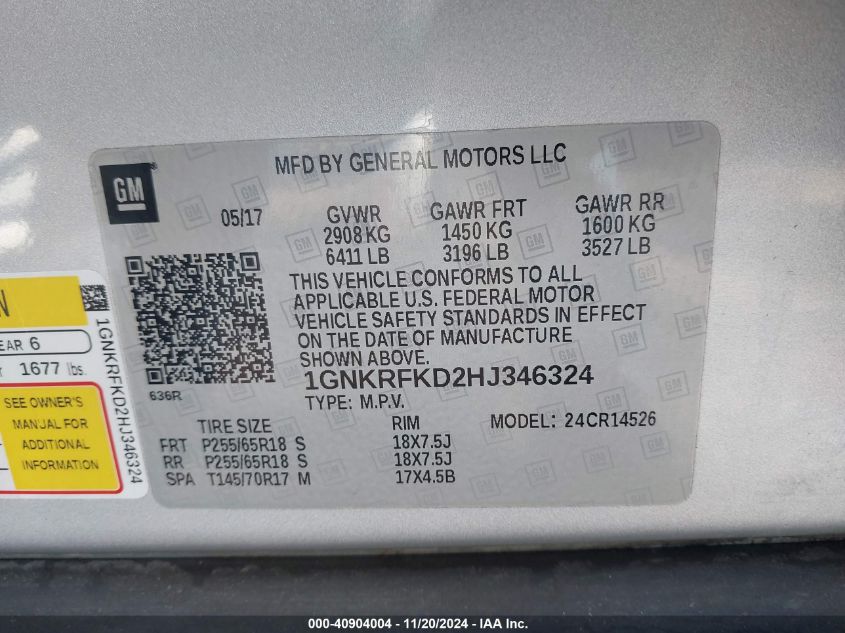 MFD BY GENERAL MOTORS LLC
GM
05/17
GVWR GAWR FRT GAWR RR
2908 KG 1450 KG 1600 KG
6411 LB 3196 LB 3527 LB
THIS VEHICLE CONFORMS TO ALL
APPLICABLE U.S. FEDERAL MOTOR
VEHICLE SAFETY STANDARDS IN EFFECT
ON THE DATE OF MANUFACTURE
SHOWN ABOVE.
636R
1GNKRFKD2HJ346324
TYPE: M.P.V.
TIRE SIZE RIM MODEL: 24CR14526
FRT P255/65R18 S 18X7.5J
RR P255/65R18 S 18X7.5J
SPA T145/70R17 M 17X4.5B
6
1677 lbs.
SEE OWNER'S
MANUAL FOR
ADDITIONAL
INFORMATION
1GNKRFKD2HJ346324
000-40904004 - 11/20/2024 - IAAI Inc.